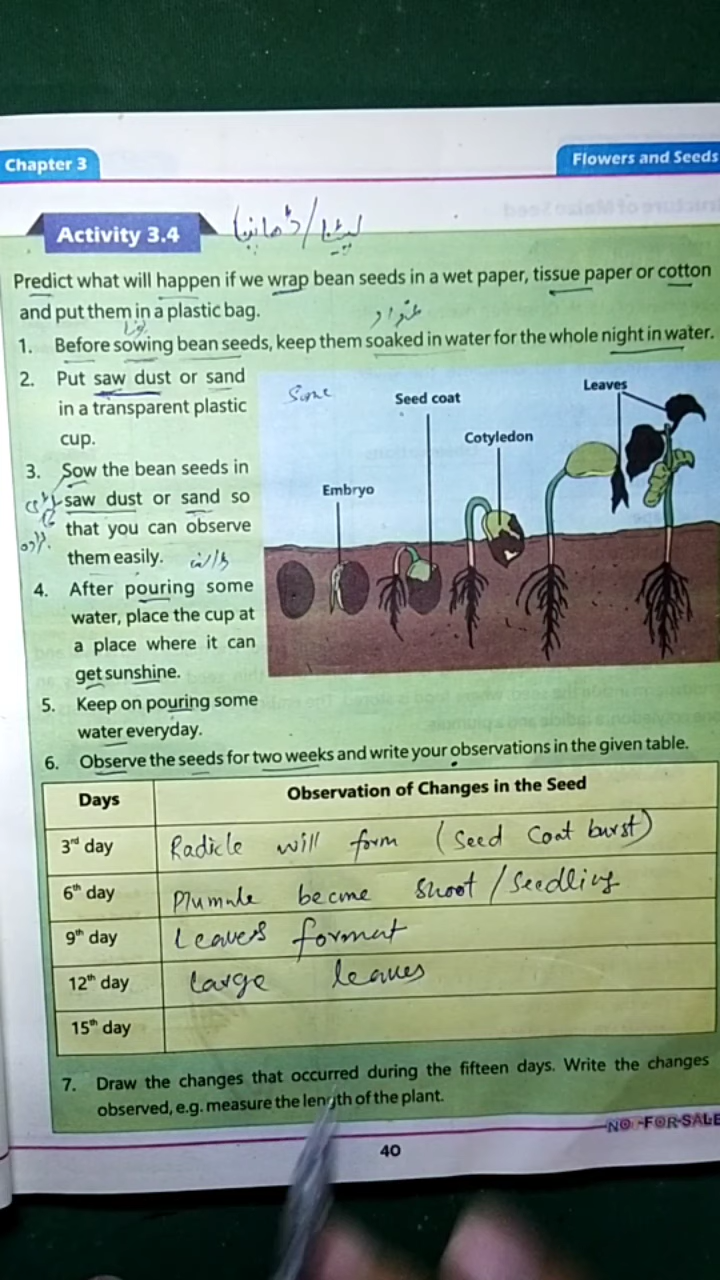 Chapter 3
Flowers and Seeds
Activity 3.4
لپیٹنا / ڈھانپنا
Predict what will happen if we wrap bean seeds in a wet paper, tissue paper or cotton
and put them in a plastic bag.
1. Before sowing bean seeds, keep them soaked in water for the whole night in water.
2. Put saw dust or sand
in a transparent plastic
cup.
3. Sow the bean seeds in
saw dust or sand so
that you can observe
them easily.
4. After pouring some
water, place the cup at
a place where it can
get sunshine.
5. Keep on pouring some
water everyday.
Seed coat
Leaves
Cotyledon
Embryo
6. Observe the seeds for two weeks and write your observations in the given table.
Days
Observation of Changes in the Seed
3rd day
Radicle will form (seed coat burst)
6th day
Plumule become shoot / seedling
9th day
Leaves format
12th day
Large leaves
15th day
7. Draw the changes that occurred during the fifteen days. Write the changes
observed, e.g. measure the length of the plant.
NOT FOR SALE
40